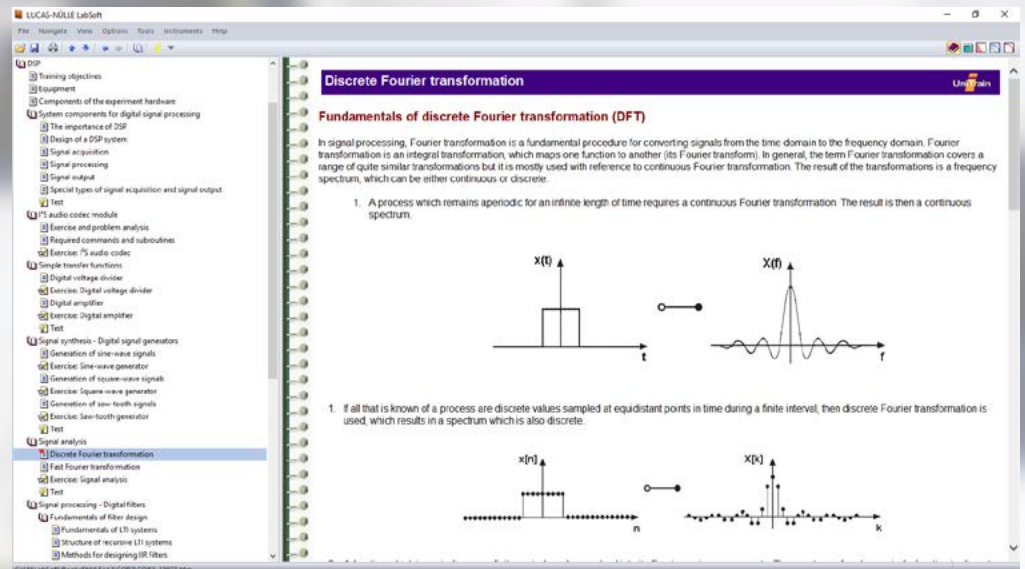 LUCAS-NÜLLE LabSoft
File Navigate View Options Tools Instruments Help
DSP
Training objectives
Equipment
Components of the experiment hardware
System components for digital signal processing
The importance of DSP
Design of a DSP system
Signal acquisition
Signal processing
Signal output
Special types of signal acquisition and signal output
Test
I²S audio codec module
Exercise and problem analysis
Required commands and subroutines
Exercise: I²S audio codec
Simple transfer functions
Digital voltage divider
Exercise: Digital voltage divider
Digital amplifier
Exercise: Digital amplifier
Test
Signal synthesis - Digital signal generators
Generation of sine-wave signals
Exercise: Sine-wave generator
Generation of square-wave signals
Exercise: Square-wave generator
Generation of saw-tooth signals
Exercise: Saw-tooth generator
Test
Signal analysis
Discrete Fourier transformation
Fast Fourier transformation
Exercise: Signal analysis
Test
Signal processing - Digital filters
Fundamentals of filter design
Fundamentals of LTI systems
Structure of recursive LTI systems
Methods for designing IIR filters
Discrete Fourier transformation
UniTrain
Fundamentals of discrete Fourier transformation (DFT)
In signal processing, Fourier transformation is a fundamental procedure for converting signals from the time domain to the frequency domain. Fourier
transformation is an integral transformation, which maps one function to another (its Fourier transform). In general, the term Fourier transformation covers a
range of quite similar transformations but it is mostly used with reference to continuous Fourier transformation. The result of the transformations is a frequency
spectrum, which can be either continuous or discrete.
1. A process which remains aperiodic for an infinite length of time requires a continuous Fourier transformation. The result is then a continuous
spectrum.
X(t)
t
X(f)
f
1. If all that is known of a process are discrete values sampled at equidistant points in time during a finite interval, then discrete Fourier transformation is
used, which results in a spectrum which is also discrete.
x[n]
n
X[k]
k